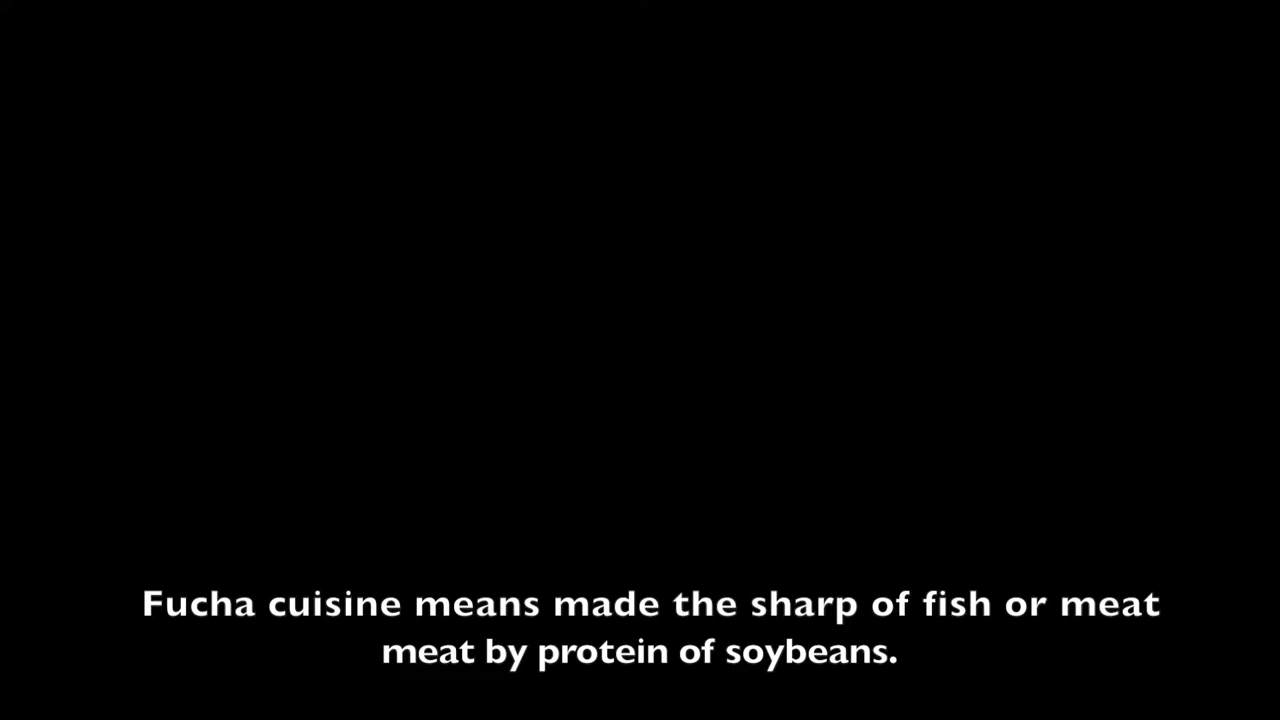 Fucha cuisine means made the sharp of fish or meat
meat by protein of soybeans.